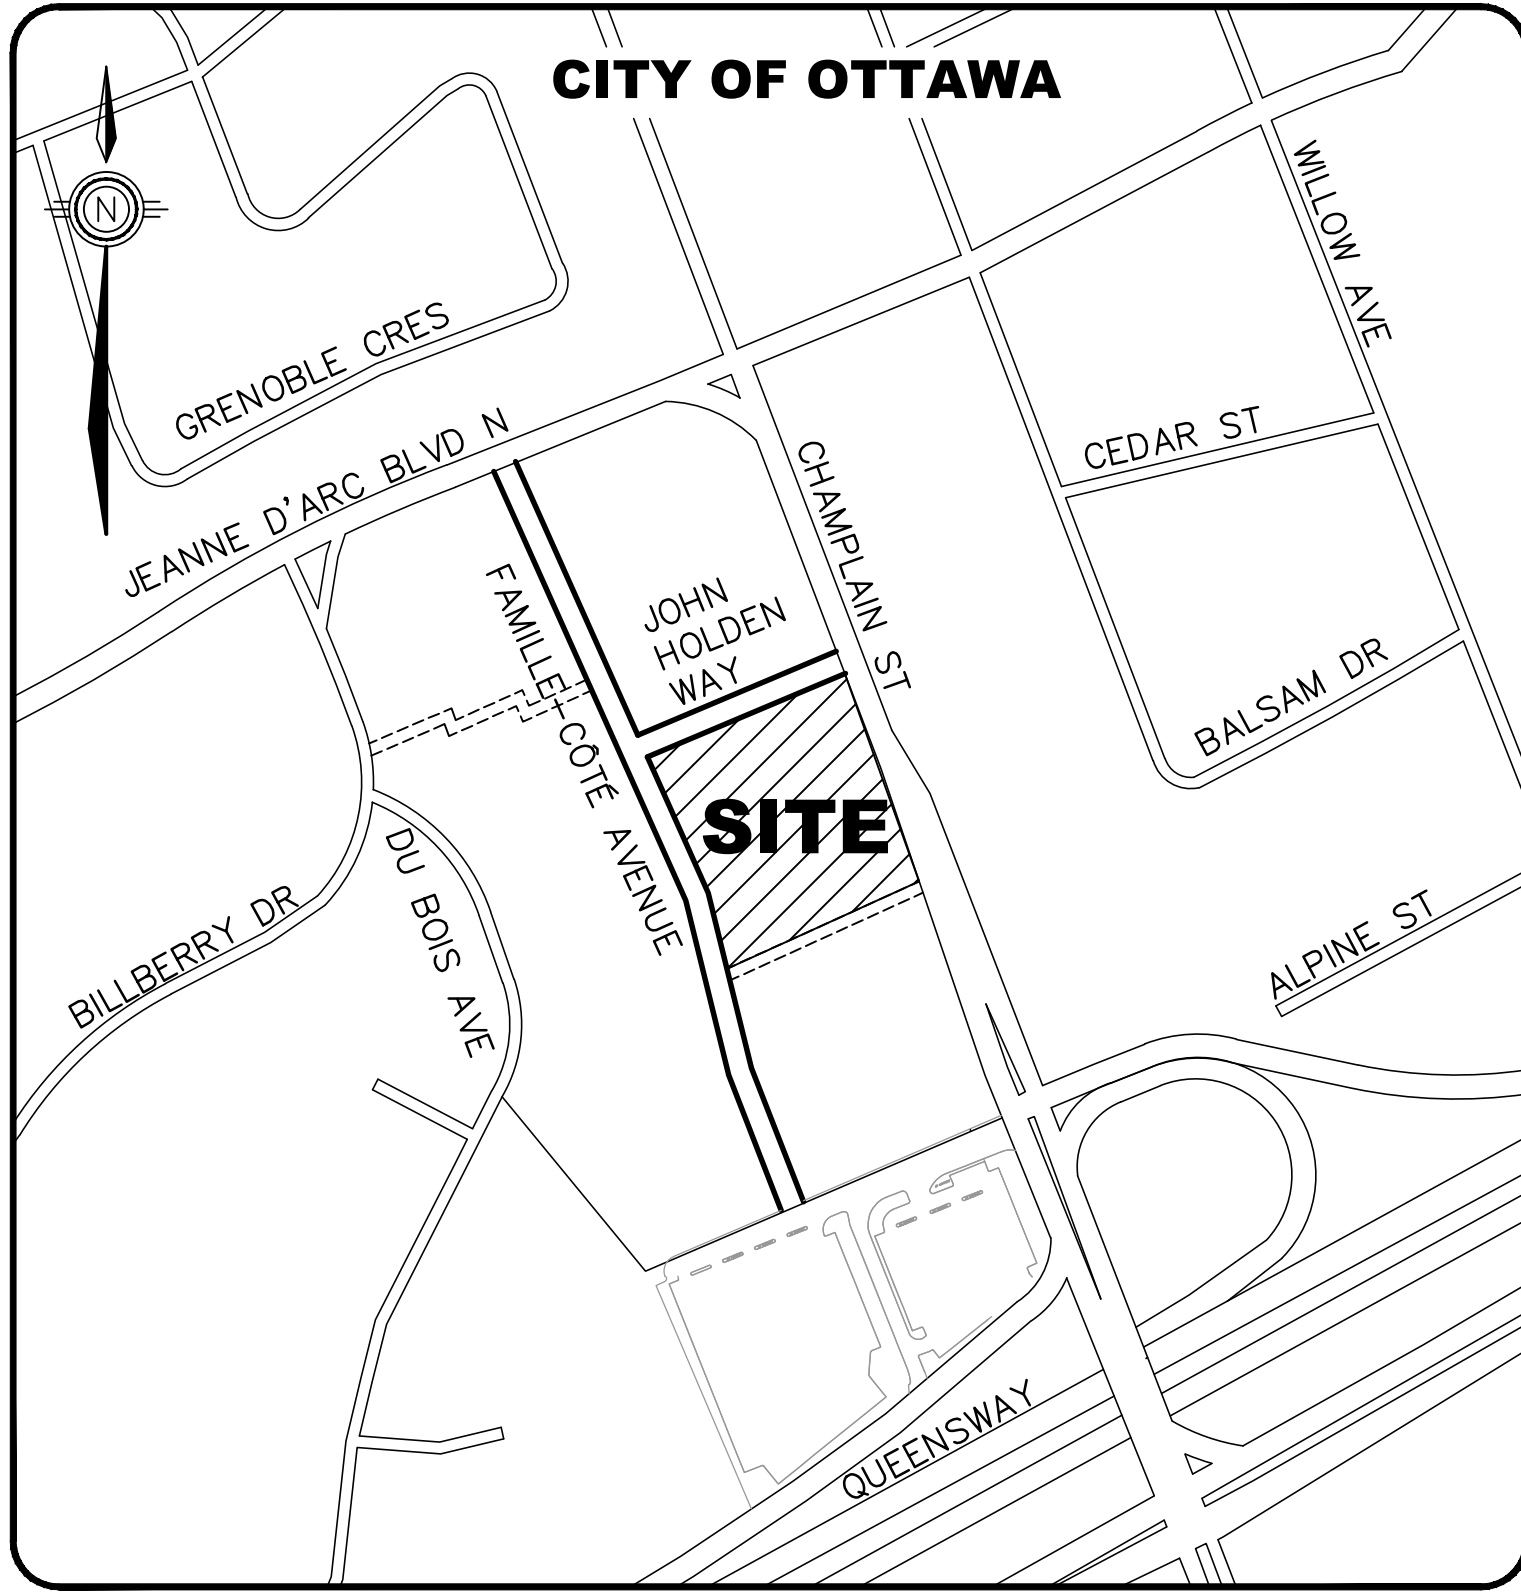 CITY OF OTTAWA
WILLOW AVE
N
GRENOBLE CRES
JEANNE D'ARC BLVD N
CEDAR ST
CHAMPLAIN ST
FAMILLE-CÔTÉ AVENUE
JOHN
HOLDEN
WAY
BALSAM DR
SITE
DU BOIS AVE
BILLBERRY DR
ALPINE ST
QUEENSWAY